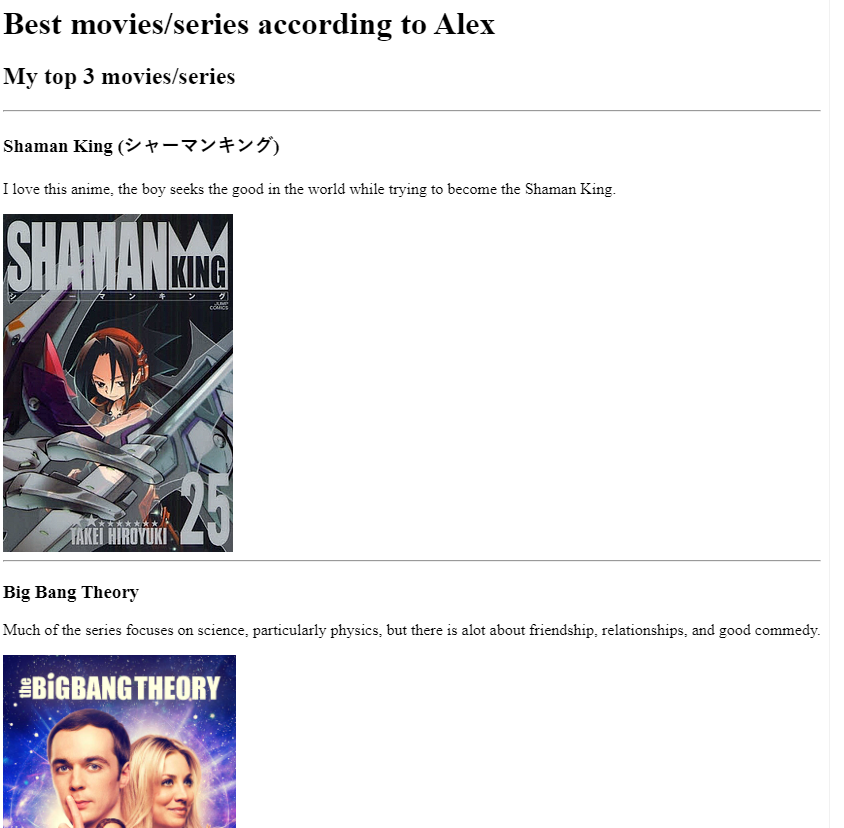 Best movies/series according to Alex
My top 3 movies/series
Shaman King (シャーマンキング)
I love this anime, the boy seeks the good in the world while trying to become the Shaman King.
SHAMAN KING
シャーマンキング
JUMP
COMICS
25
TAKEI HIROYUKI
Big Bang Theory
Much of the series focuses on science, particularly physics, but there is alot about friendship, relationships, and good commedy.
the BiG BANG THEORY